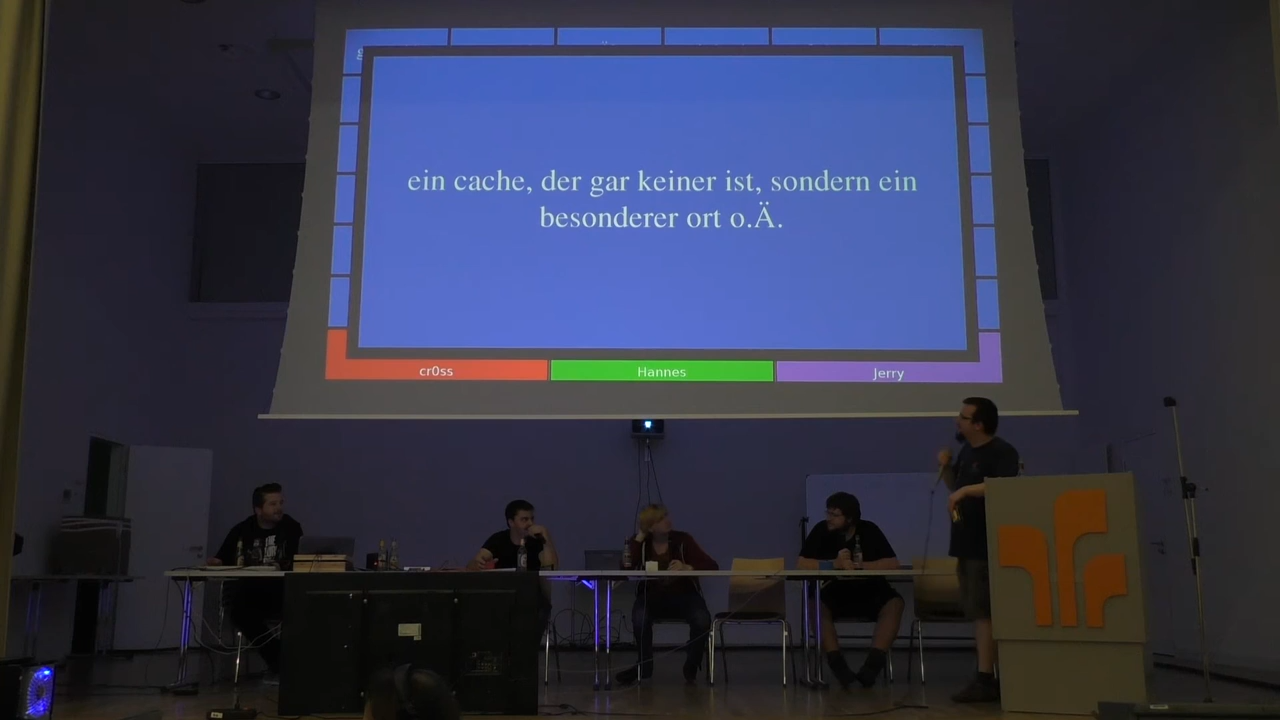 ein cache, der gar keiner ist, sondern ein
besonderer ort o.Ä.
cr0ss
Hannes
Jerry